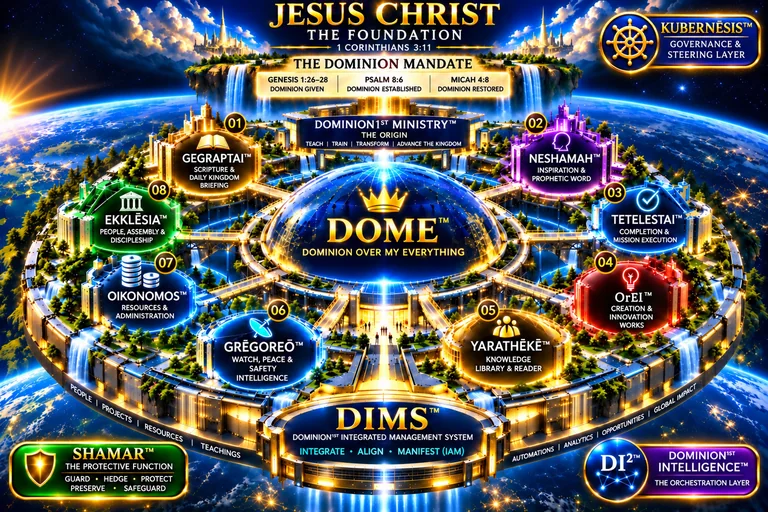 JESUS CHRIST
THE FOUNDATION
1 CORINTHIANS 3:11
THE DOMINION MANDATE
GENESIS 1:26–28
DOMINION GIVEN
PSALM 8:6
DOMINION ESTABLISHED
MICAH 4:8
DOMINION RESTORED
KUBERNĒSIS™
GOVERNANCE &
STEERING LAYER
DOMINION1ST MINISTRY™
THE ORIGIN
TEACH | TRAIN | TRANSFORM | ADVANCE THE KINGDOM
01
GEGRAPTAI™
SCRIPTURE &
DAILY KINGDOM
BRIEFING
02
NESHAMAH™
INSPIRATION &
PROPHETIC WORD
08
EKKLĒSIA™
PEOPLE, ASSEMBLY &
DISCIPLESHIP
DOME™
DOMINION OVER MY EVERYTHING
03
TETELESTAI™
COMPLETION &
MISSION EXECUTION
07
OIKONOMOS™
RESOURCES &
ADMINISTRATION
04
OrEl™
CREATION &
INNOVATION
WORKS
06
GRĒGOREŌ™
WATCH, PEACE &
SAFETY
INTELLIGENCE
05
YARATHĒKĒ™
KNOWLEDGE
LIBRARY & READER
PEOPLE | PROJECTS | RESOURCES | TEACHINGS
DIMS™
DOMINION1ST INTEGRATED MANAGEMENT SYSTEM
INTEGRATE • ALIGN • MANIFEST (IAM)
AUTOMATIONS | ANALYTICS | OPPORTUNITIES | GLOBAL IMPACT
SHAMAR™
THE PROTECTIVE FUNCTION
GUARD • HEDGE • PROTECT
PRESERVE • SAFEGUARD
DI²™
DOMINION1ST
INTELLIGENCE™
THE ORCHESTRATION LAYER